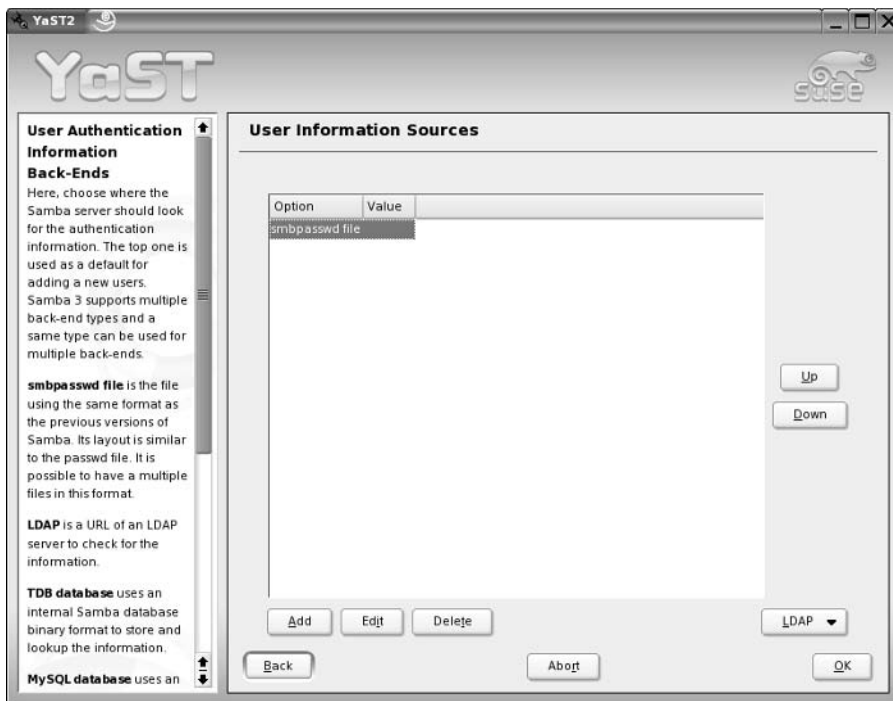 YaST2
YaST
suse
User Authentication
Information
Back-Ends
Here, choose where the
Samba server should look
for the authentication
information. The top one is
used as a default for
adding a new users.
Samba 3 supports multiple
back-end types and a
same type can be used for
multiple back-ends.
smbpasswd file is the file
using the same format as
the previous versions of
Samba. Its layout is similar
to the passwd file. It is
possible to have a multiple
files in this format.
LDAP is a URL of an LDAP
server to check for the
information.
TDB database uses an
internal Samba database
binary format to store and
lookup the information.
MySQL database uses an
User Information Sources
Option Value
smbpasswd file
Up
Down
Add Edit Delete LDAP
Back Abort OK